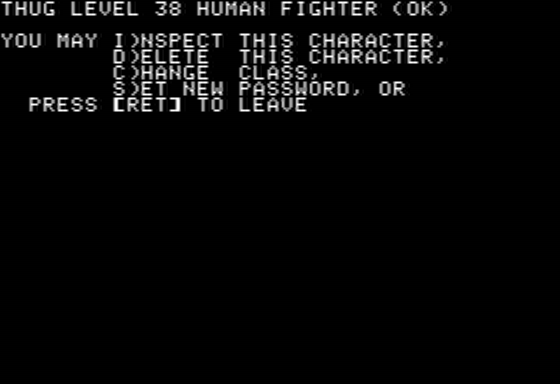 THUG LEVEL 38 HUMAN FIGHTER (OK)
YOU MAY I)NSPECT THIS CHARACTER,
D)ELETE THIS CHARACTER,
C)HANGE CLASS,
S)ET NEW PASSWORD, OR
PRESS [RET] TO LEAVE